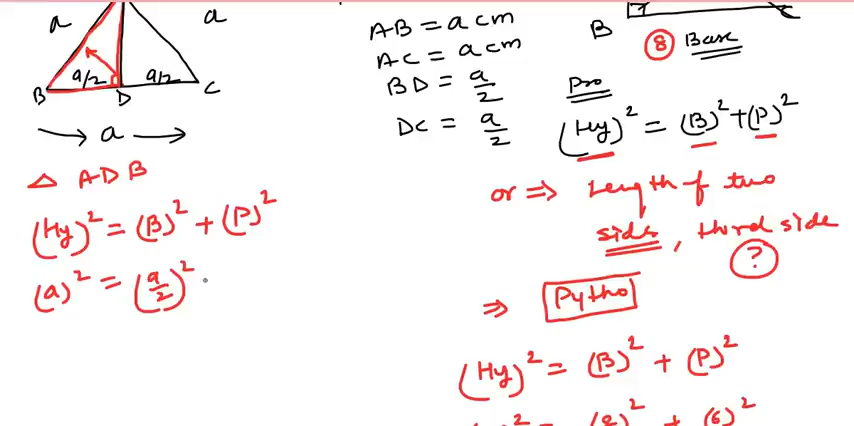 a a
a/2 a/2
B D C
→ a →
△ ADB
(Hy)² = (B)² + (P)²
(a)² = (a/2)²
AB = a cm
AC = a cm
BD = a/2
DC = a/2
B
8 Base
(Hy)² = (B)² + (P)²
or ⇒ Length of two
sides, third side
?
⇒ Pytho
(Hy)² = (B)² + (P)²